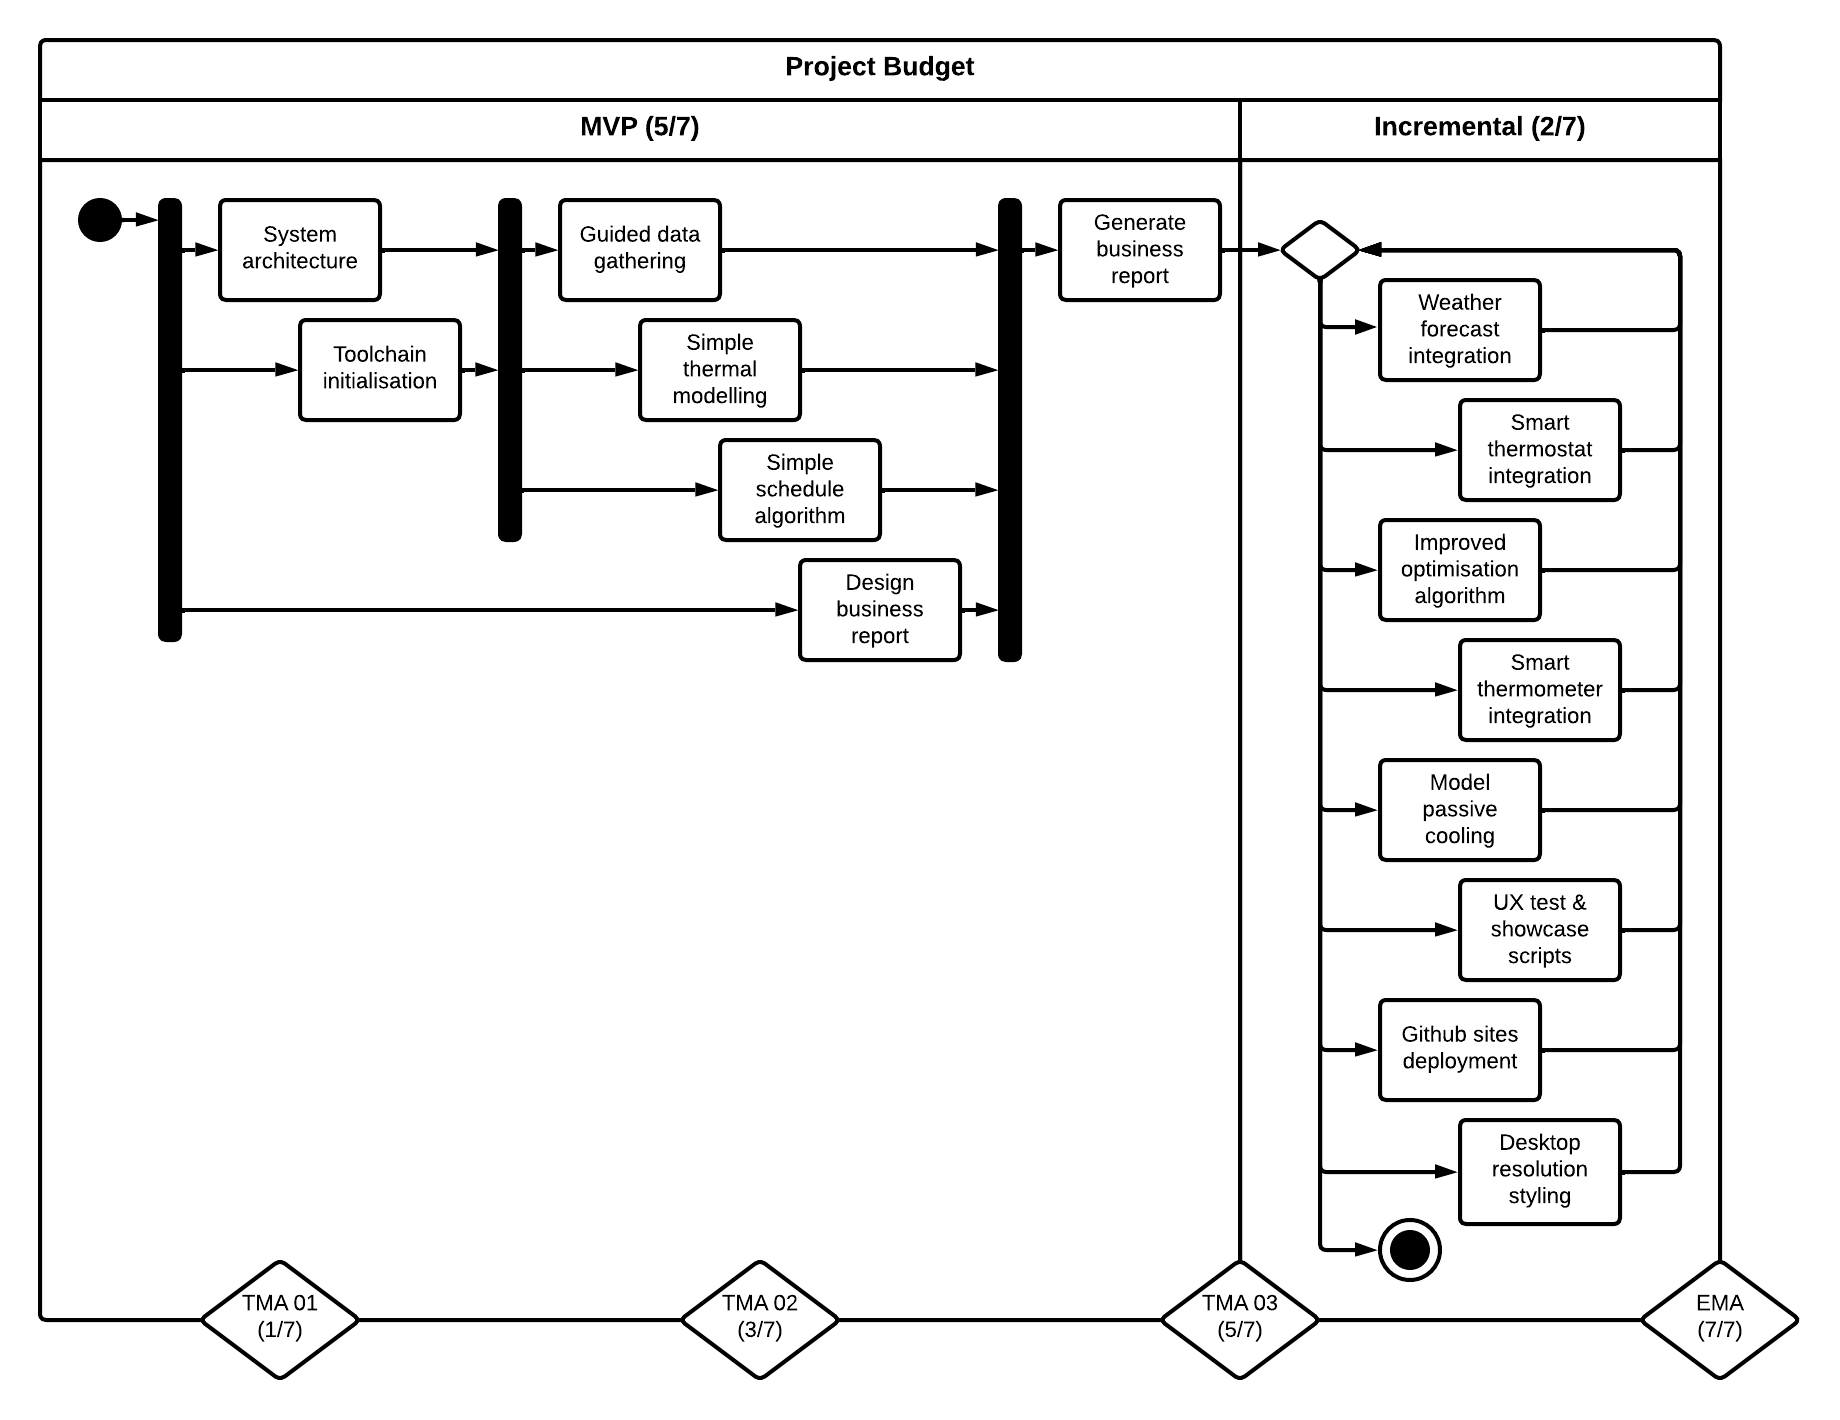 Project Budget
MVP (5/7)
Incremental (2/7)
System
architecture
Toolchain
initialisation
Guided data
gathering
Simple
thermal
modelling
Simple
schedule
algorithm
Design
business
report
Generate
business
report
Weather
forecast
integration
Smart
thermostat
integration
Improved
optimisation
algorithm
Smart
thermometer
integration
Model
passive
cooling
UX test &
showcase
scripts
Github sites
deployment
Desktop
resolution
styling
TMA 01
(1/7)
TMA 02
(3/7)
TMA 03
(5/7)
EMA
(7/7)